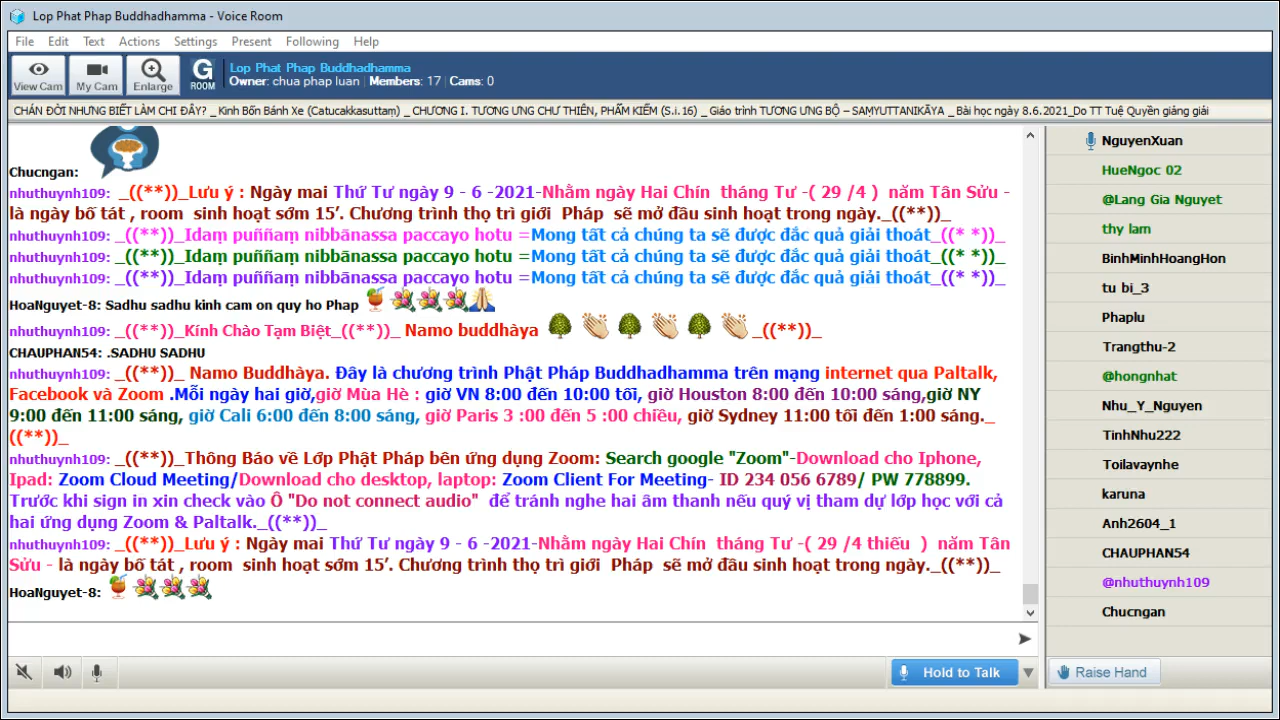 Lop Phat Phap Buddhadhamma - Voice Room
File Edit Text Actions Settings Present Following Help
View Cam My Cam Enlarge G ROOM
Lop Phat Phap Buddhadhamma
Owner: chua phap luan Members: 17 Cams: 0
CHÁN ĐỜI NHƯNG BIẾT LÀM CHI ĐÂY? _ Kinh Bốn Bánh Xe (Catucakkasuttaṃ) _ CHƯƠNG I. TƯƠNG ƯNG CHƯ THIÊN, PHẨM KIẾM (S.i.16) _ Giáo trình TƯƠNG ƯNG BỘ – SAMYUTTANIKĀYA _ Bài học ngày 8.6.2021_Do TT Tuệ Quyền giảng giải
Chucngan:
nhuthuynh109: _((**))_Lưu ý : Ngày mai Thứ Tư ngày 9 - 6 -2021-Nhằm ngày Hai Chín tháng Tư -( 29 /4 ) năm Tân Sửu -
là ngày bố tát , room sinh hoạt sớm 15’. Chương trình thọ trì giới Pháp sẽ mở đầu sinh hoạt trong ngày._((**))_
nhuthuynh109: _((**))_Idaṃ puññaṃ nibbānassa paccayo hotu =Mong tất cả chúng ta sẽ được đắc quả giải thoát_((* *))_
nhuthuynh109: _((**))_Idaṃ puññaṃ nibbānassa paccayo hotu =Mong tất cả chúng ta sẽ được đắc quả giải thoát_((* *))_
nhuthuynh109: _((**))_Idaṃ puññaṃ nibbānassa paccayo hotu =Mong tất cả chúng ta sẽ được đắc quả giải thoát_((* *))_
HoaNguyet-8: Sadhu sadhu kinh cam on quy ho Phap
nhuthuynh109: _((**))_Kính Chào Tạm Biệt_((**))_ Namo buddhàya _((**))_
CHAUPHAN54: .SADHU SADHU
nhuthuynh109: _((**))_ Namo Buddhàya. Đây là chương trình Phật Pháp Buddhadhamma trên mạng internet qua Paltalk,
Facebook và Zoom .Mỗi ngày hai giờ,giờ Mùa Hè : giờ VN 8:00 đến 10:00 tối, giờ Houston 8:00 đến 10:00 sáng,giờ NY
9:00 đến 11:00 sáng, giờ Cali 6:00 đến 8:00 sáng, giờ Paris 3 :00 đến 5 :00 chiều, giờ Sydney 11:00 tối đến 1:00 sáng._
((**))_
nhuthuynh109: _((**))_Thông Báo về Lớp Phật Pháp bên ứng dụng Zoom: Search google "Zoom"-Download cho Iphone,
Ipad: Zoom Cloud Meeting/Download cho desktop, laptop: Zoom Client For Meeting- ID 234 056 6789/ PW 778899.
Trước khi sign in xin check vào Ô "Do not connect audio" để tránh nghe hai âm thanh nếu quý vị tham dự lớp học với cả
hai ứng dụng Zoom & Paltalk._((**))_
nhuthuynh109: _((**))_Lưu ý : Ngày mai Thứ Tư ngày 9 - 6 -2021-Nhằm ngày Hai Chín tháng Tư -( 29 /4 thiếu ) năm Tân
Sửu - là ngày bố tát , room sinh hoạt sớm 15’. Chương trình thọ trì giới Pháp sẽ mở đầu sinh hoạt trong ngày._((**))_
HoaNguyet-8:
NguyenXuan
HueNgoc 02
@Lang Gia Nguyet
thy lam
BinhMinhHoangHon
tu bi_3
Phaplu
Trangthu-2
@hongnhat
Nhu_Y_Nguyen
TinhNhu222
Toilavaynhe
karuna
Anh2604_1
CHAUPHAN54
@nhuthuynh109
Chucngan
Hold to Talk
Raise Hand